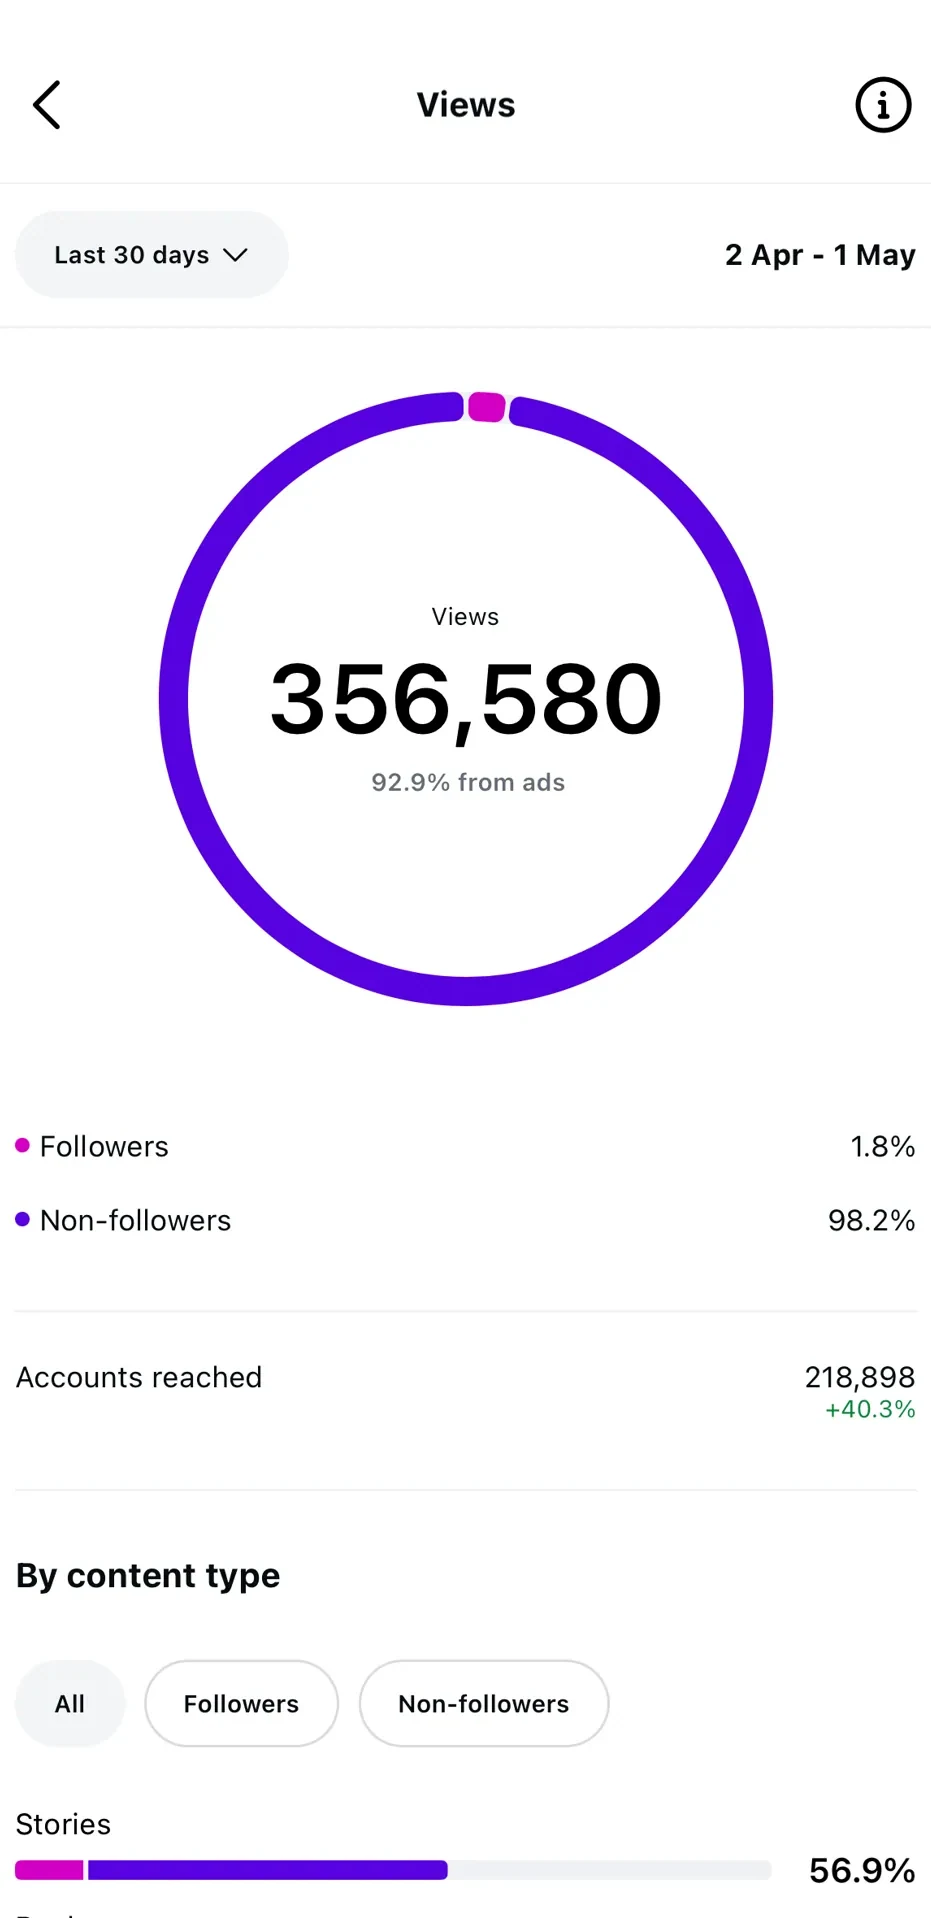 Views
Last 30 days
2 Apr - 1 May
Views
356,580
92.9% from ads
Followers 1.8%
Non-followers 98.2%
Accounts reached 218,898
+40.3%
By content type
All Followers Non-followers
Stories
56.9%